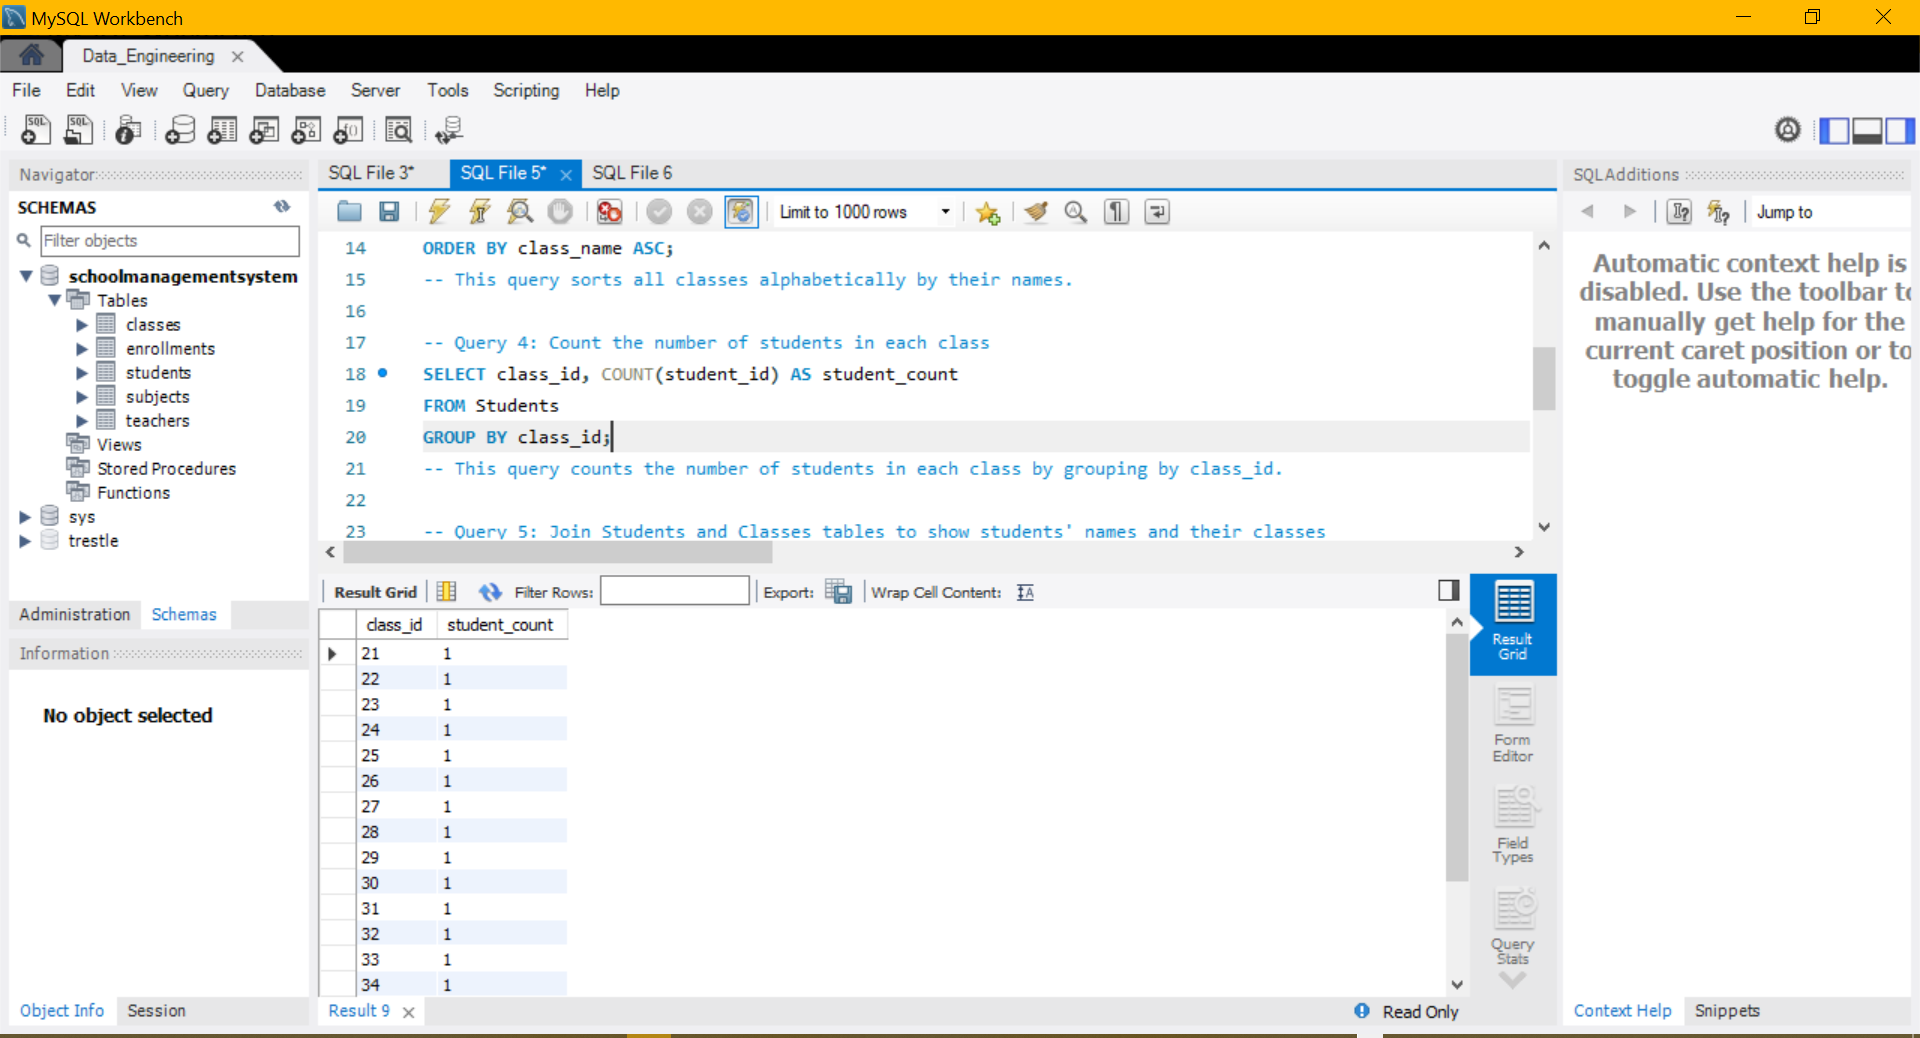 MySQL Workbench
Data_Engineering
File Edit View Query Database Server Tools Scripting Help
SQL SQL
Navigator
SCHEMAS
Filter objects
schoolmanagementsystem
Tables
classes
enrollments
students
subjects
teachers
Views
Stored Procedures
Functions
sys
trestle
Administration Schemas
Information
No object selected
Object Info Session
SQL File 3* SQL File 5* SQL File 6
Limit to 1000 rows
14 ORDER BY class_name ASC;
15 -- This query sorts all classes alphabetically by their names.
16
17 -- Query 4: Count the number of students in each class
18 SELECT class_id, COUNT(student_id) AS student_count
19 FROM Students
20 GROUP BY class_id;
21 -- This query counts the number of students in each class by grouping by class_id.
22
23 -- Query 5: Join Students and Classes tables to show students' names and their classes
Result Grid Filter Rows: Export: Wrap Cell Content:
class_id student_count
21 1
22 1
23 1
24 1
25 1
26 1
27 1
28 1
29 1
30 1
31 1
32 1
33 1
34 1
Result
Grid
Form
Editor
Field
Types
Query
Stats
Result 9
Read Only
SQLAdditions
Jump to
Automatic context help is
disabled. Use the toolbar to
manually get help for the
current caret position or to
toggle automatic help.
Context Help Snippets